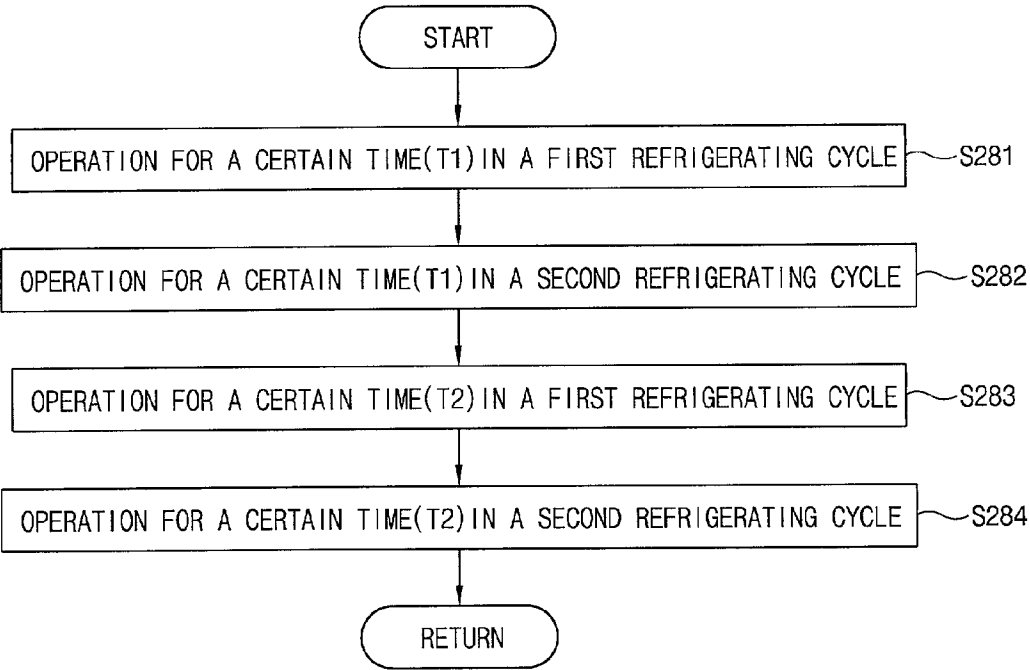 START
OPERATION FOR A CERTAIN TIME(T1)IN A FIRST REFRIGERATING CYCLE
S281
OPERATION FOR A CERTAIN TIME(T1)IN A SECOND REFRIGERATING CYCLE
S282
OPERATION FOR A CERTAIN TIME(T2)IN A FIRST REFRIGERATING CYCLE
S283
OPERATION FOR A CERTAIN TIME(T2)IN A SECOND REFRIGERATING CYCLE
S284
RETURN